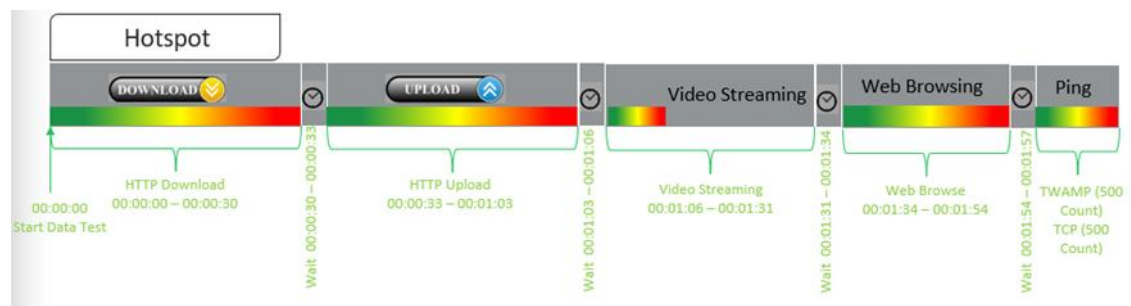 Hotspot
DOWNLOAD
UPLOAD
Video Streaming
Web Browsing
Ping
00:00:00
Start Data Test
HTTP Download
00:00:00 – 00:00:30
Wait 00:00:30 – 00:00:33
HTTP Upload
00:00:33 – 00:01:03
Wait 00:01:03 – 00:01:06
Video Streaming
00:01:06 – 00:01:31
Wait 00:01:31 – 00:01:34
Web Browse
00:01:34 – 00:01:54
Wait 00:01:54 – 00:01:57
TWAMP (500
Count)
TCP (500
Count)